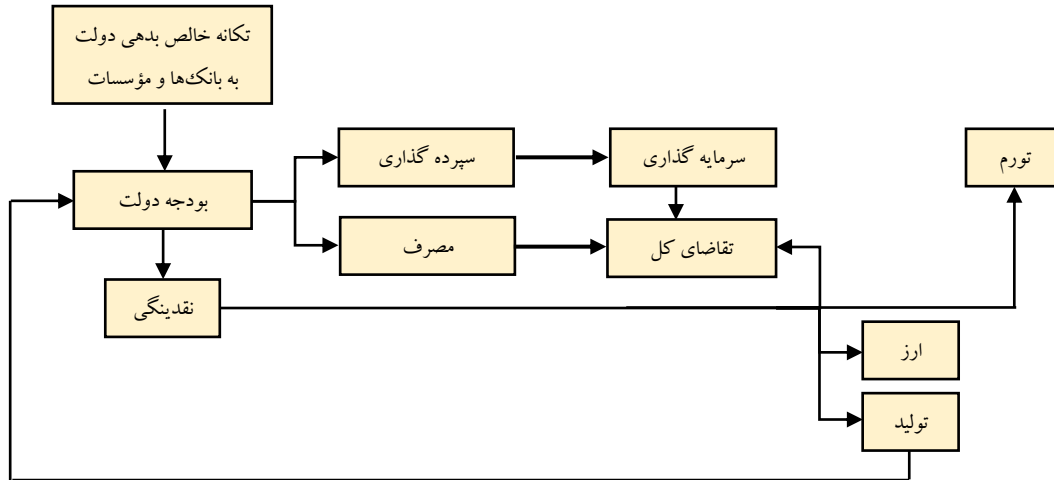 تکانه خالص بدهی دولت
به بانک‌ها و مؤسسات
تورم
سرمایه گذاری
سپرده گذاری
بودجه دولت
تقاضای کل
مصرف
نقدینگی
ارز
تولید